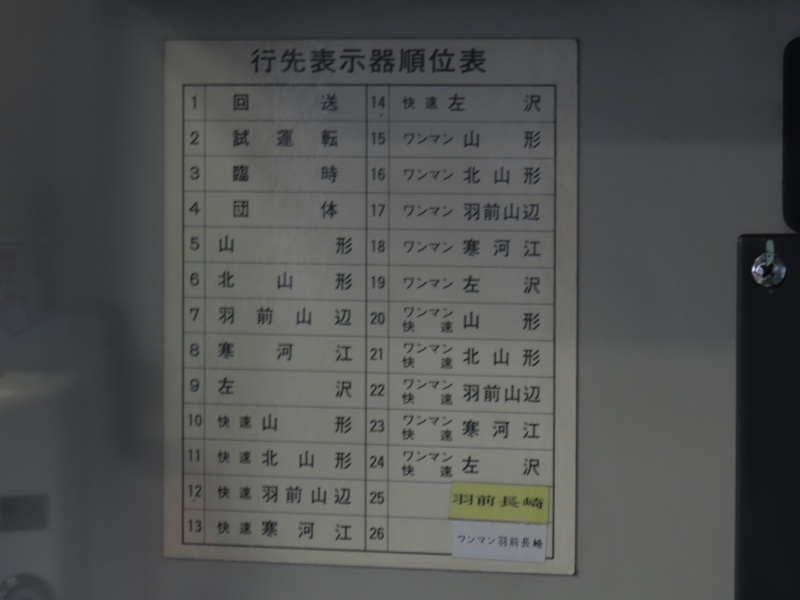 行先表示器順位表
1 回送
2 試運転
3 臨時
4 団体
5 山形
6 北山形
7 羽前山辺
8 寒河江
9 左沢
10 快速 山形
11 快速 北山形
12 快速 羽前山辺
13 快速 寒河江
14 快速 左沢
15 ワンマン 山形
16 ワンマン 北山形
17 ワンマン 羽前山辺
18 ワンマン 寒河江
19 ワンマン 左沢
20 ワンマン快速 山形
21 ワンマン快速 北山形
22 ワンマン快速 羽前山辺
23 ワンマン快速 寒河江
24 ワンマン快速 左沢
25 羽前長崎
26 ワンマン羽前長崎